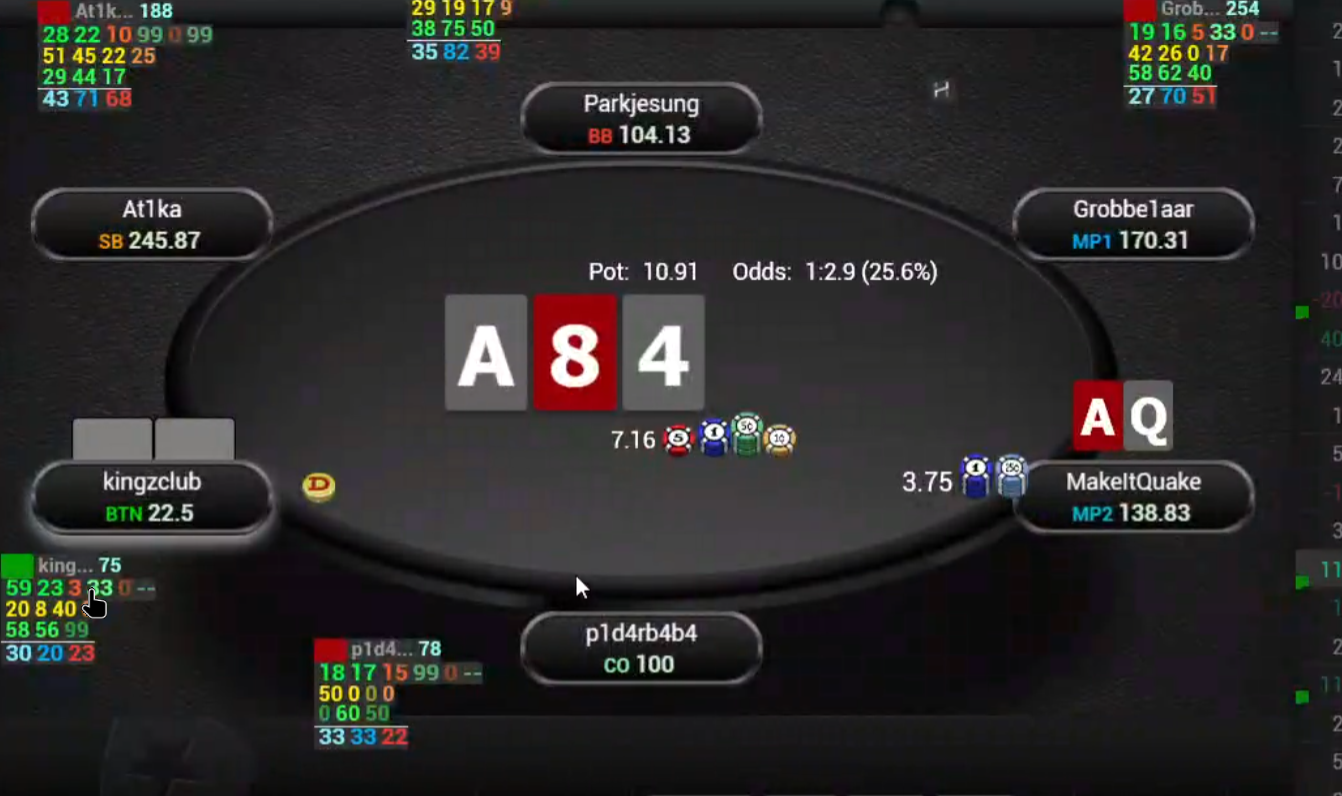 At1k... 188
28 22 10 99 0 99
51 45 22 25
29 44 17
43 71 68
29 19 17 9
38 75 50
35 82 39
Grob... 254
19 16 5 33 0 --
42 26 0 17
58 62 40
27 70 51
Parkjesung
BB 104.13
At1ka
SB 245.87
Grobbe1aar
MP1 170.31
Pot: 10.91 Odds: 1:2.9 (25.6%)
A 8 4
A Q
7.16 5 1 50 10
3.75 1
kingzclub
BTN 22.5
D
MakeItQuake
MP2 138.83
king... 75
59 23 3 33 0 --
20 8 40
58 56 99
30 20 23
p1d4rb4b4
CO 100
p1d4... 78
18 17 15 99 0 --
50 0 0 0
0 60 50
33 33 22